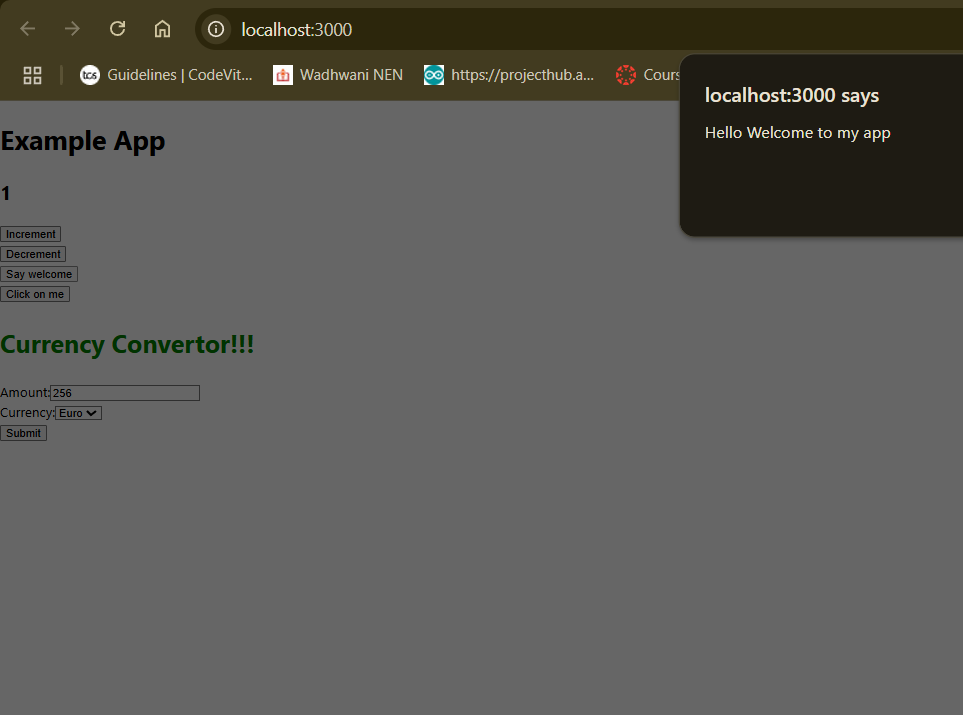 localhost:3000
tcs Guidelines | CodeVit... Wadhwani NEN https://projecthub.a... Cours
localhost:3000 says
Hello Welcome to my app
Example App
1
Increment
Decrement
Say welcome
Click on me
Currency Convertor!!!
Amount:256
Currency:Euro
Submit